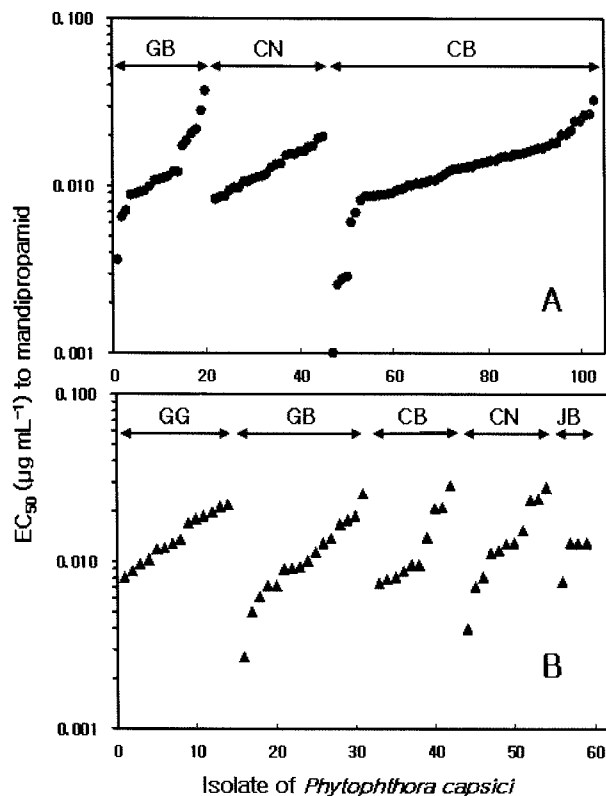 0.100
GB CN CB
0.010
A
0.001
0 20 40 60 80 100
EC50 (µg mL⁻¹) to mandipropamid
0.100
GG GB CB CN JB
0.010
B
0.001
0 10 20 30 40 50 60
Isolate of Phytophthora capsici